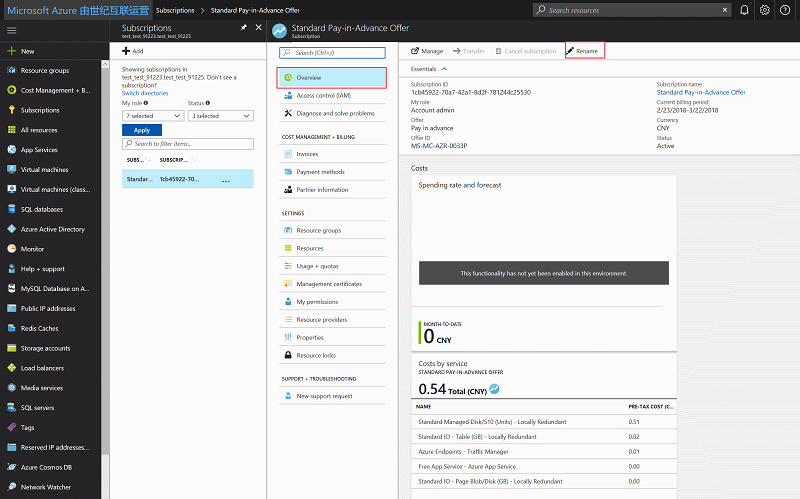 Microsoft Azure 由世纪互联运营
Subscriptions
Standard Pay-in-Advance Offer
Search resources
New
Resource groups
Cost Management + B...
Subscriptions
All resources
App Services
Virtual machines
Virtual machines (class...
SQL databases
Azure Active Directory
Monitor
Help + support
MySQL Database on A...
Public IP addresses
Redis Caches
Storage accounts
Load balancers
Media services
SQL servers
Tags
Reserved IP addresses...
Azure Cosmos DB
Network Watcher
Subscriptions
test_test_91223.test_test_91225
Add
Showing subscriptions in
test_test_91223.test_test_91225. Don't see a
subscription?
Switch directories
My role
Status
7 selected
3 selected
Apply
Search to filter items...
SUBS...
SUBSCRIP...
Standar...
1cb45922-70...
...
Standard Pay-in-Advance Offer
Subscription
Search (Ctrl+/)
Overview
Access control (IAM)
Diagnose and solve problems
COST MANAGEMENT + BILLING
Invoices
Payment methods
Partner information
SETTINGS
Resource groups
Resources
Usage + quotas
Management certificates
My permissions
Resource providers
Properties
Resource locks
SUPPORT + TROUBLESHOOTING
New support request
Manage
Transfer
Cancel subscription
Rename
Essentials
Subscription ID
1cb45922-70a7-42a1-8d2f-781244c25530
My role
Account admin
Offer
Pay in advance
Offer ID
MS-MC-AZR-0033P
Subscription name
Standard Pay-in-Advance Offer
Current billing period
2/23/2018-3/22/2018
Currency
CNY
Status
Active
Costs
Spending rate and forecast
This functionality has not yet been enabled in this environment.
MONTH-TO-DATE
0 CNY
Costs by service
STANDARD PAY-IN-ADVANCE OFFER
0.54 Total (CNY)
NAME
PRE-TAX COST (C...
Standard Managed Disk/S10 (Units) - Locally Redundant
0.51
Standard IO - Table (GB) - Locally Redundant
0.02
Azure Endpoints - Traffic Manager
0.01
Free App Service - Azure App Service
0.00
Standard IO - Page Blob/Disk (GB) - Locally Redundant
0.00